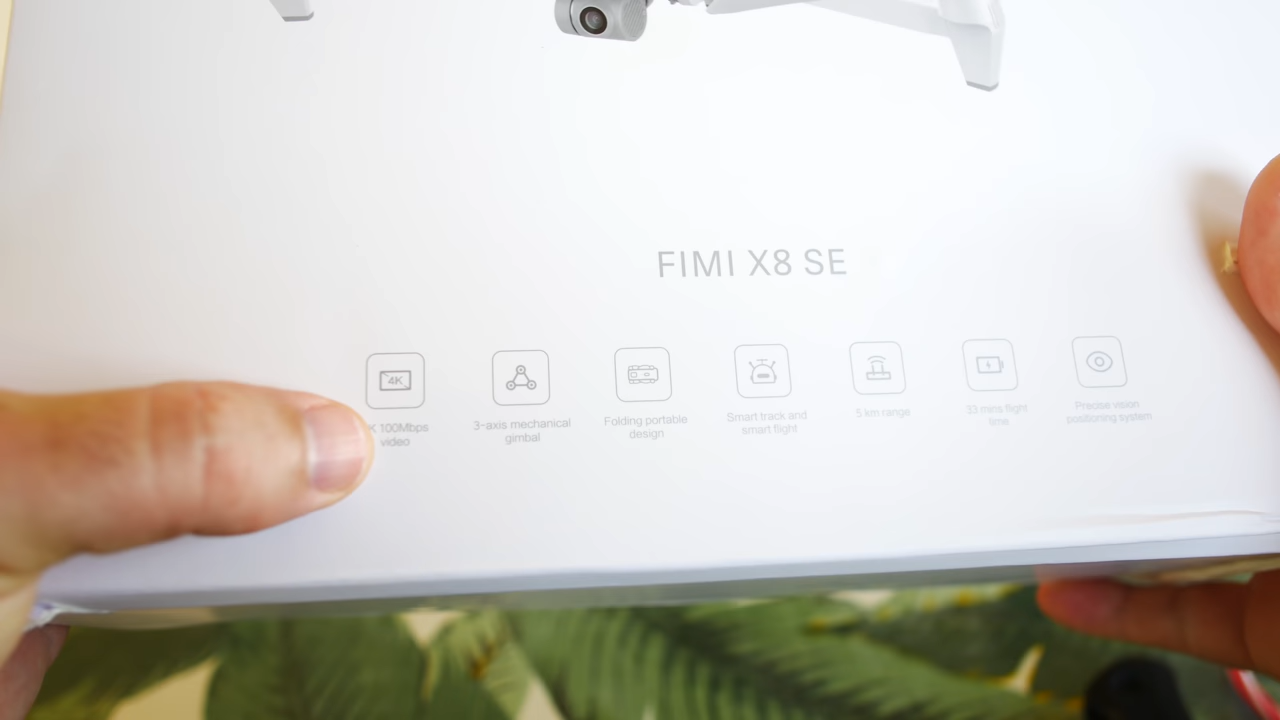 FIMI X8 SE
4K
K 100Mbps
video
3-axis mechanical
gimbal
Folding portable
design
Smart track and
smart flight
5 km range
33 mins flight
time
Precise vision
positioning system